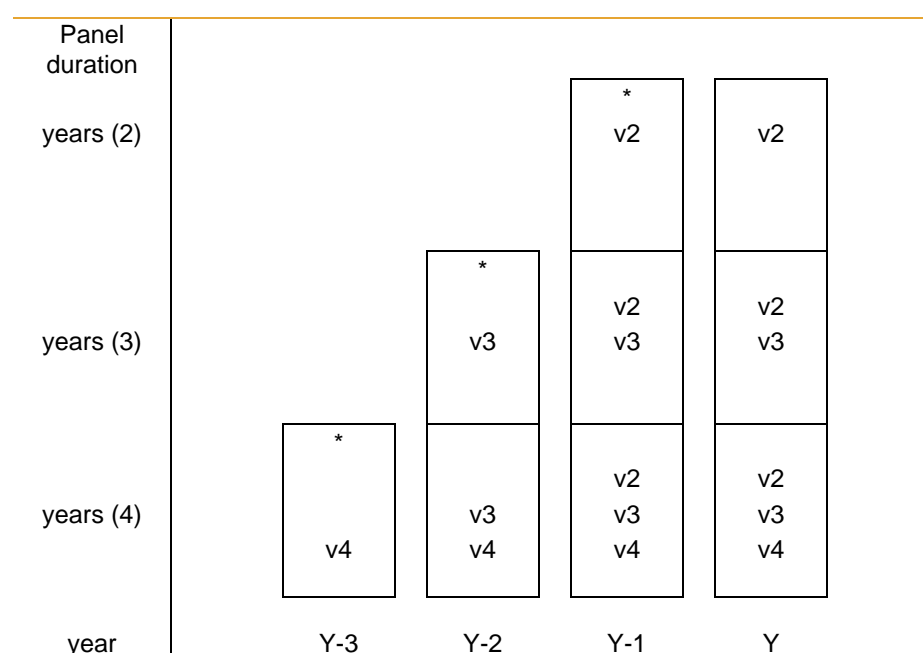 Panel
duration
*
years (2) v2 v2
*
v2 v2
years (3) v3 v3 v3
*
v2 v2
years (4) v3 v3 v3
v4 v4 v4 v4
year Y-3 Y-2 Y-1 Y